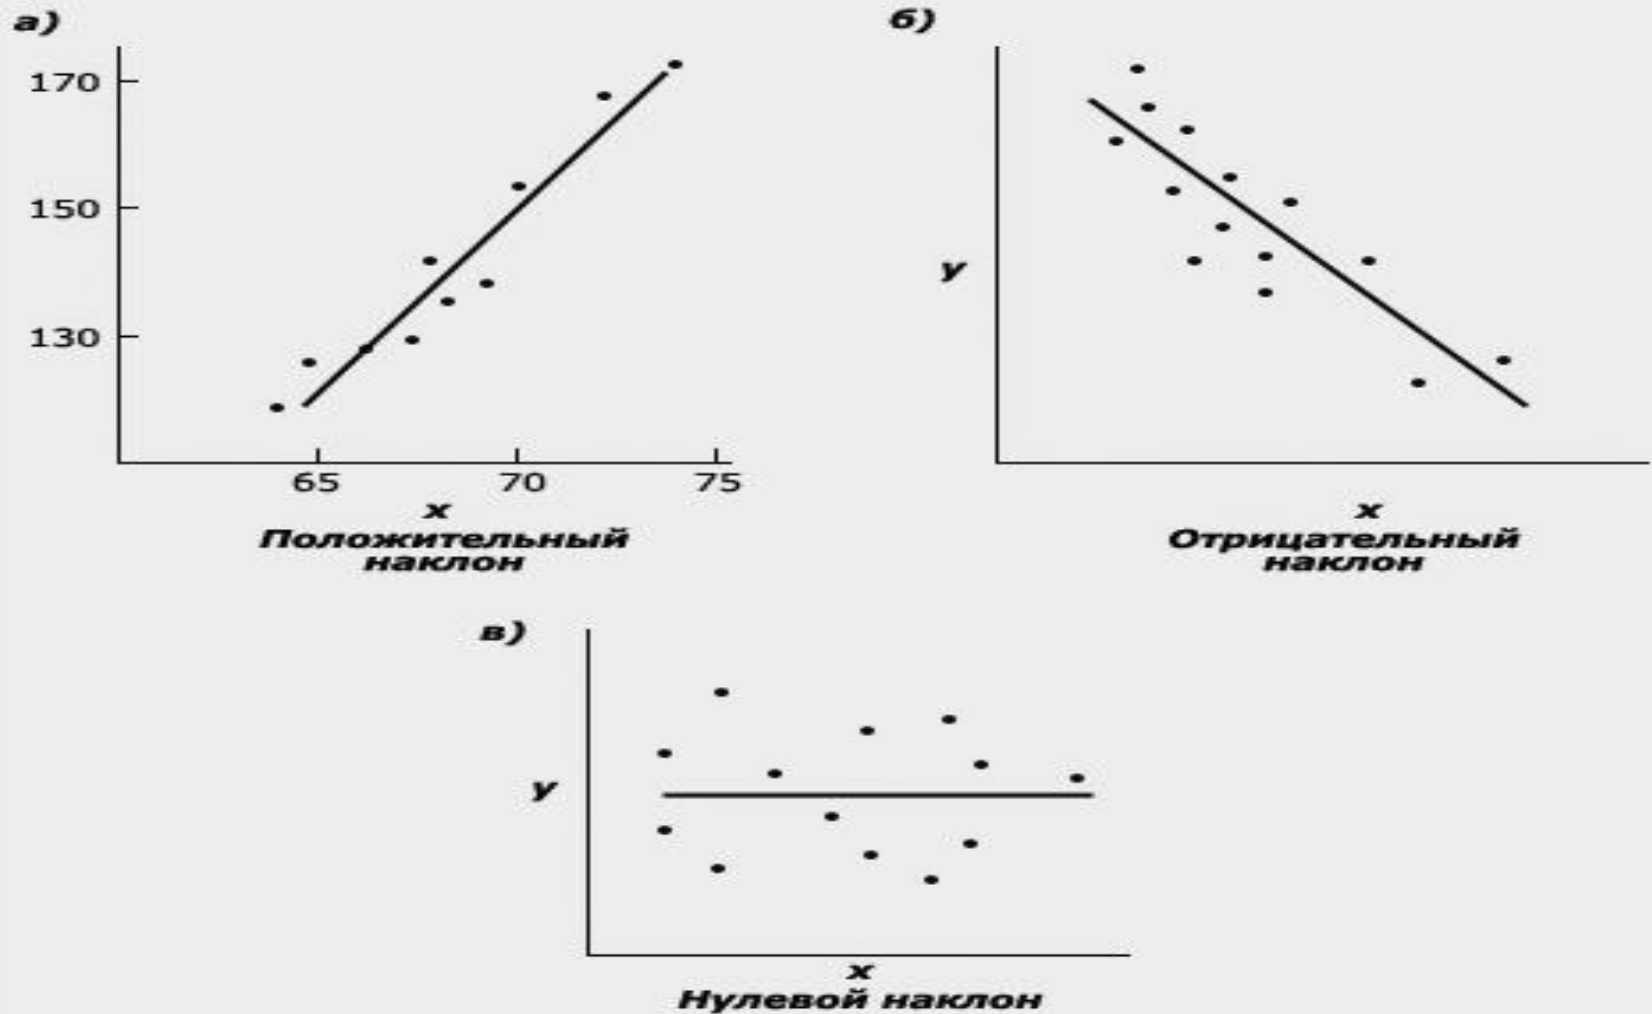 а)
170
150
130
65 70 75
х
Положительный
наклон
б)
у
х
Отрицательный
наклон
в)
у
х
Нулевой наклон